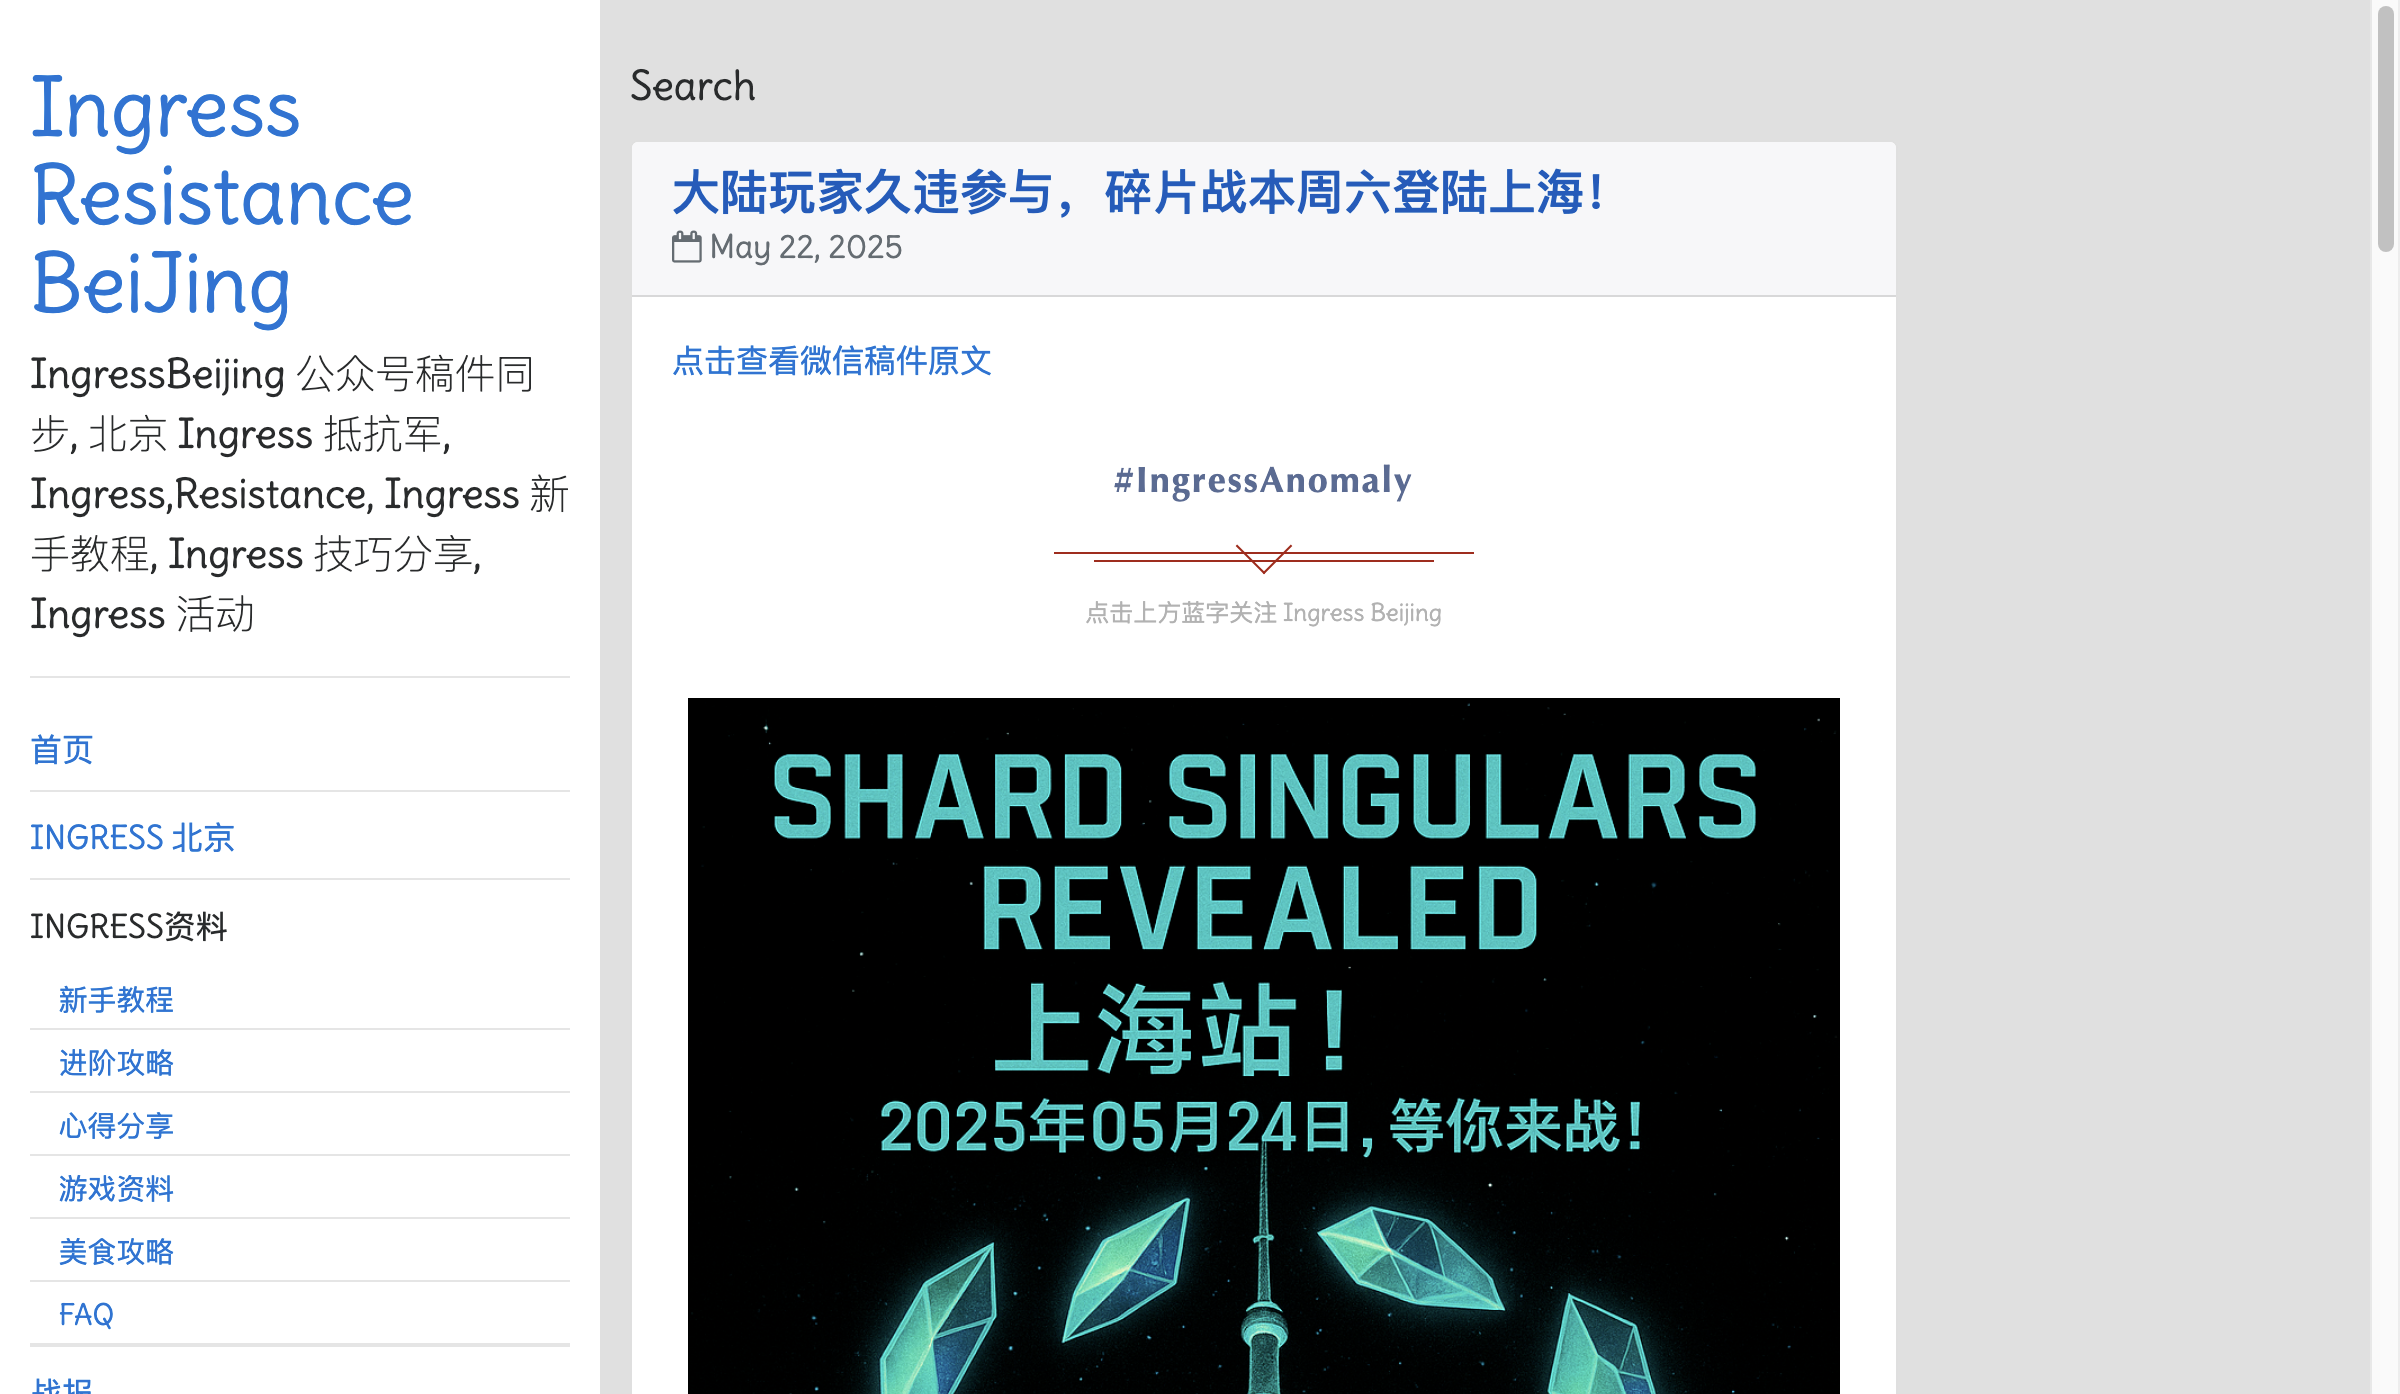 Ingress
Resistance
BeiJing
IngressBeijing 公众号稿件同
步, 北京 Ingress 抵抗军,
Ingress,Resistance, Ingress 新
手教程, Ingress 技巧分享,
Ingress 活动
首页
INGRESS 北京
INGRESS资料
新手教程
进阶攻略
心得分享
游戏资料
美食攻略
FAQ
战报
Search
大陆玩家久违参与，碎片战本周六登陆上海！
May 22, 2025
点击查看微信稿件原文
#IngressAnomaly
点击上方蓝字关注 Ingress Beijing
SHARD SINGULARS
REVEALED
上海站！
2025年05月24日，等你来战！